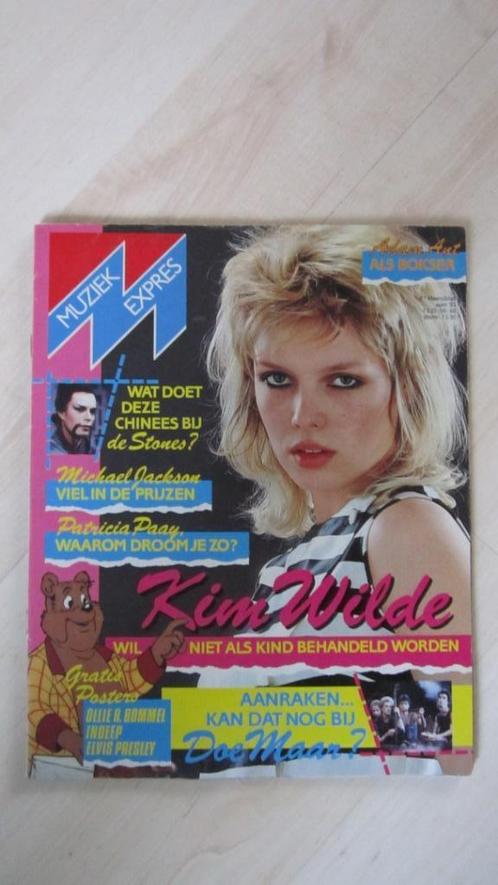 MUZIEK
EXPRES
Adam Ant
ALS BOKSER
WAT DOET
DEZE
CHINEES BIJ
de Stones?
Michael Jackson
VIEL IN DE PRIJZEN
Patricia Paay,
WAAROM DROOM JE ZO?
Kim Wilde
WIL NIET ALS KIND BEHANDELD WORDEN
Gratis
Posters
OLLIE B. BOMMEL
INDEEP
ELVIS PRESLEY
AANRAKEN...
KAN DAT NOG BIJ
Doe Maar?